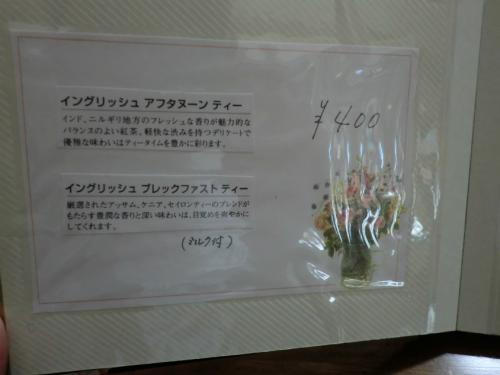 イングリッシュ アフタヌーン ティー
インド、ニルギリ地方のフレッシュな香りが魅力的な
バランスのよい紅茶。軽快な渋みを持つデリケートで
優雅な味わいはティータイムを豊かに彩ります。
¥400
イングリッシュ ブレックファスト ティー
厳選されたアッサム、ケニア、セイロンティーのブレンドが
もたらす豊潤な香りと深い味わいは、目覚めを爽やかに
してくれます。
(ミルク付)